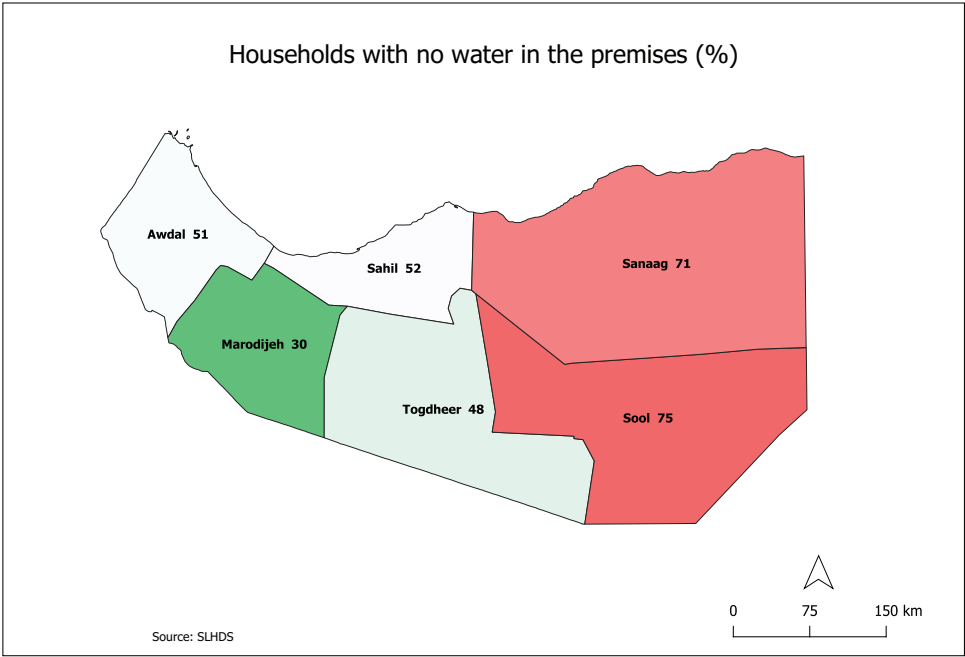 Households with no water in the premises (%)
Awdal 51
Sahil 52
Sanaag 71
Marodijeh 30
Togdheer 48
Sool 75
0 75 150 km
Source: SLHDS